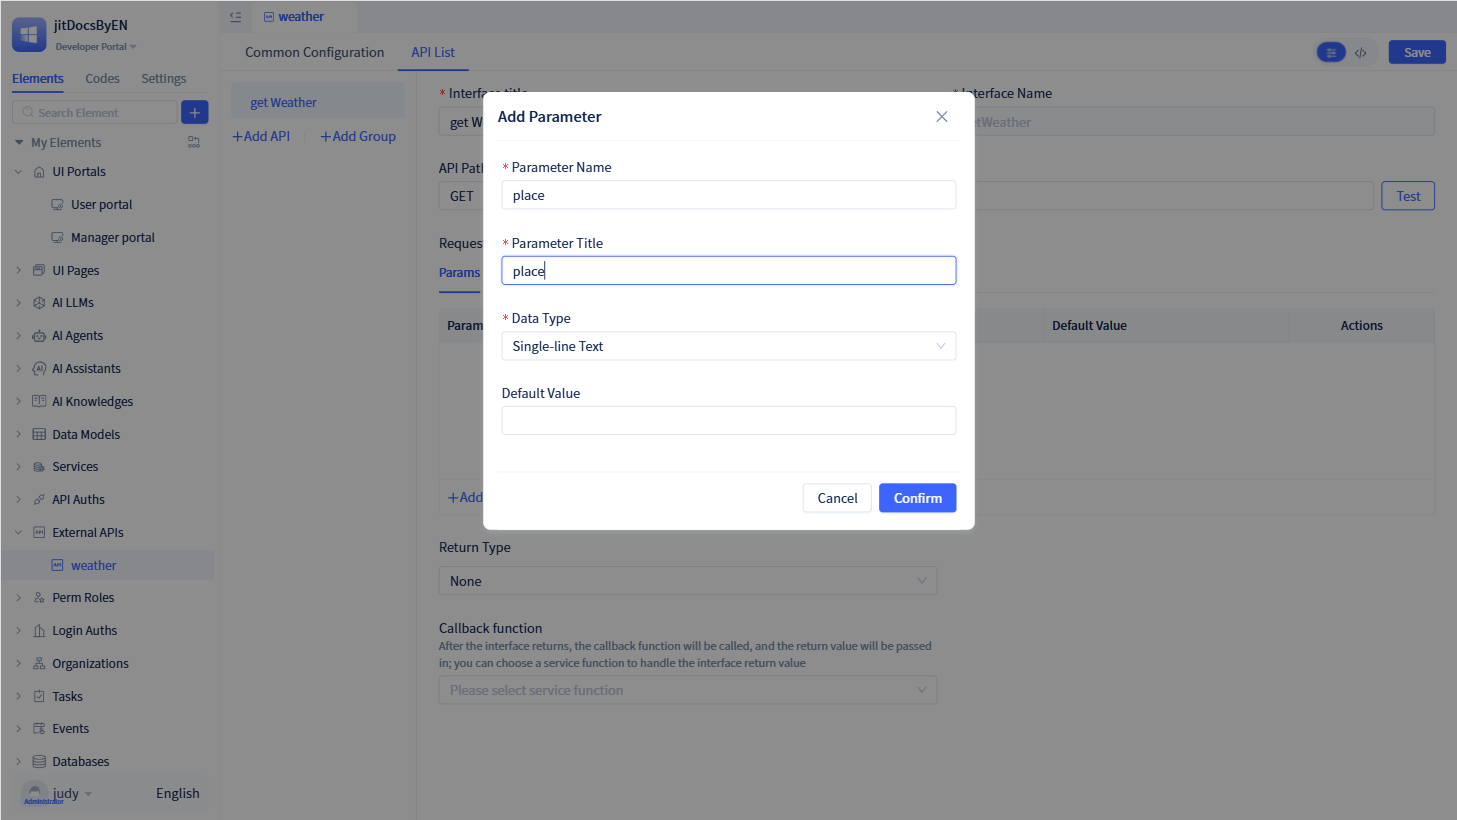 jitDocsByEN
Developer Portal
Elements
Codes
Settings
Search Element
My Elements
UI Portals
User portal
Manager portal
UI Pages
AI LLMs
AI Agents
AI Assistants
AI Knowledges
Data Models
Services
API Auths
External APIs
weather
Perm Roles
Login Auths
Organizations
Tasks
Events
Databases
judy
Administrator
English
weather
Common Configuration
API List
Save
get Weather
+Add API
+Add Group
* Interface title
get W
Interface Name
tWeather
API Path
GET
Test
Reques
Params
Param
Default Value
Actions
+Add
Return Type
None
Callback function
After the interface returns, the callback function will be called, and the return value will be passed
in; you can choose a service function to handle the interface return value
Please select service function
Add Parameter
* Parameter Name
place
* Parameter Title
place
* Data Type
Single-line Text
Default Value
Cancel
Confirm